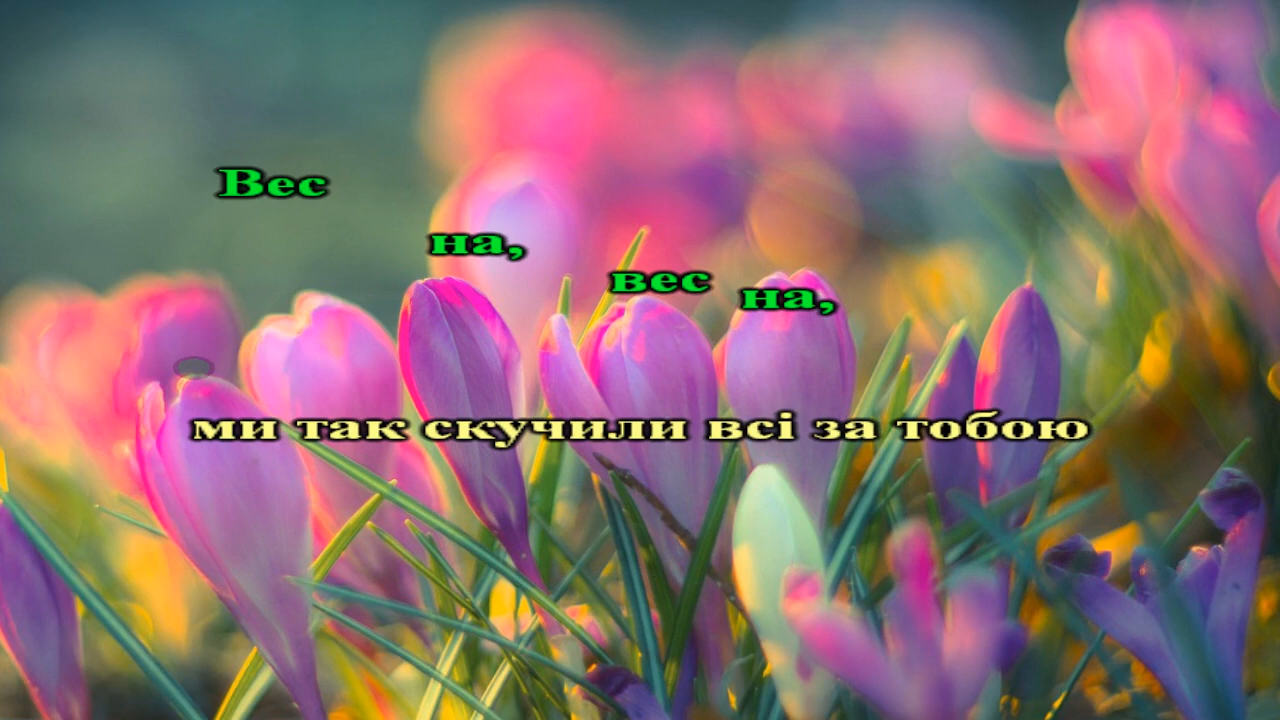 Вес
на,
вес
на,
ми так скучили всі за тобою